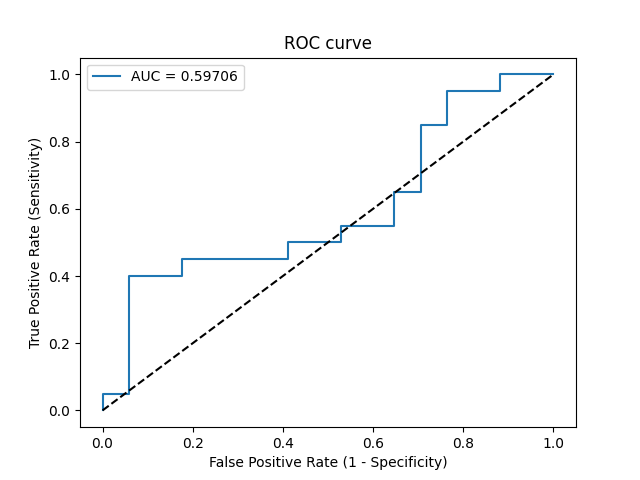 ROC curve
AUC = 0.59706
1.0
0.8
0.6
0.4
0.2
0.0
True Positive Rate (Sensitivity)
0.0 0.2 0.4 0.6 0.8 1.0
False Positive Rate (1 - Specificity)